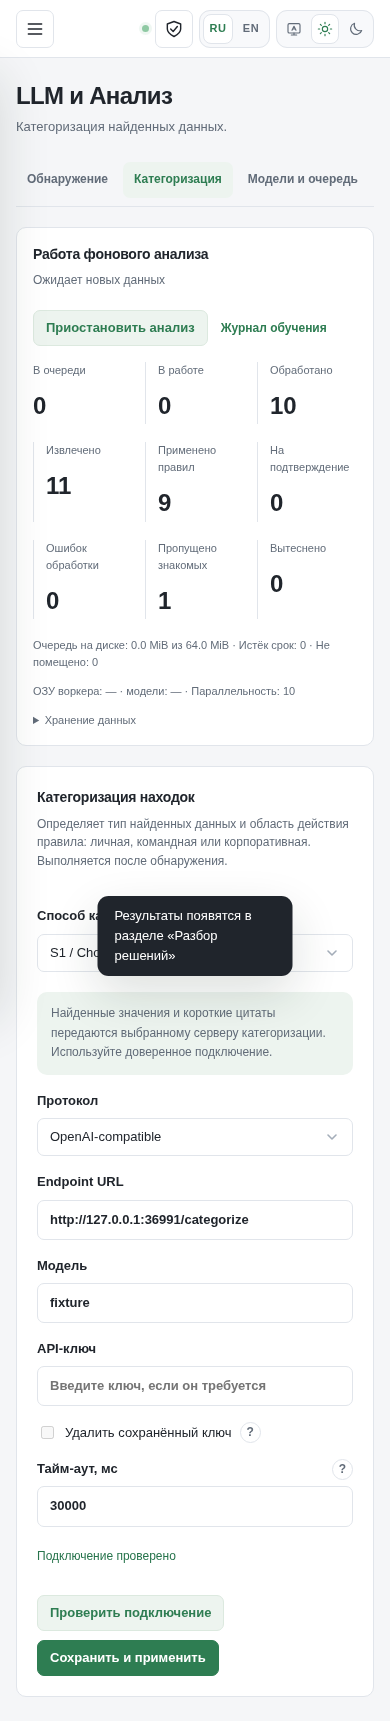 RU EN
LLM и Анализ
Категоризация найденных данных.
Обнаружение Категоризация Модели и очередь
Работа фонового анализа
Ожидает новых данных
Приостановить анализ Журнал обучения
В очереди В работе Обработано
0 0 10
Извлечено Применено На
правил подтверждение
11 9 0
Ошибок Пропущено Вытеснено
обработки знакомых
0 1 0
Очередь на диске: 0.0 MiB из 64.0 MiB · Истёк срок: 0 · Не
помещено: 0
ОЗУ воркера: — · модели: — · Параллельность: 10
Хранение данных
Категоризация находок
Определяет тип найденных данных и область действия
правила: личная, командная или корпоративная.
Выполняется после обнаружения.
Способ
S1 /
Результаты появятся в
разделе «Разбор
решений»
Найденные значения и короткие цитаты
передаются выбранному серверу категоризации.
Используйте доверенное подключение.
Протокол
OpenAI-compatible
Endpoint URL
http://127.0.0.1:36991/categorize
Модель
fixture
API-ключ
Введите ключ, если он требуется
Удалить сохранённый ключ ?
Тайм-аут, мс ?
30000
Подключение проверено
Проверить подключение
Сохранить и применить